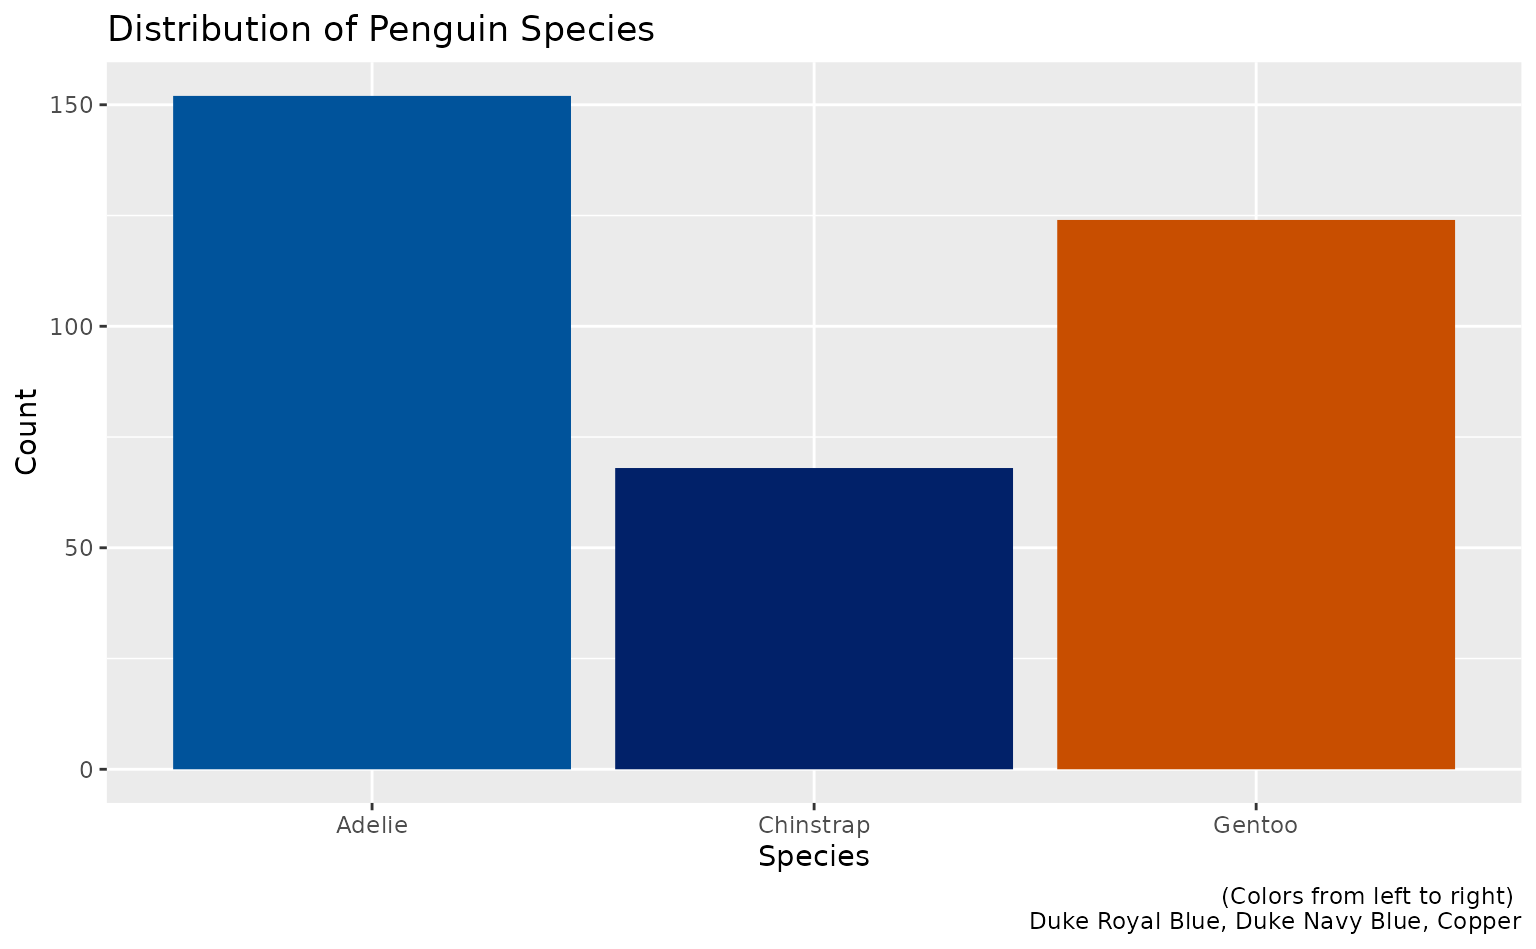 Distribution of Penguin Species
Count
150
100
50
0
Adelie Chinstrap Gentoo
Species
(Colors from left to right)
Duke Royal Blue, Duke Navy Blue, Copper